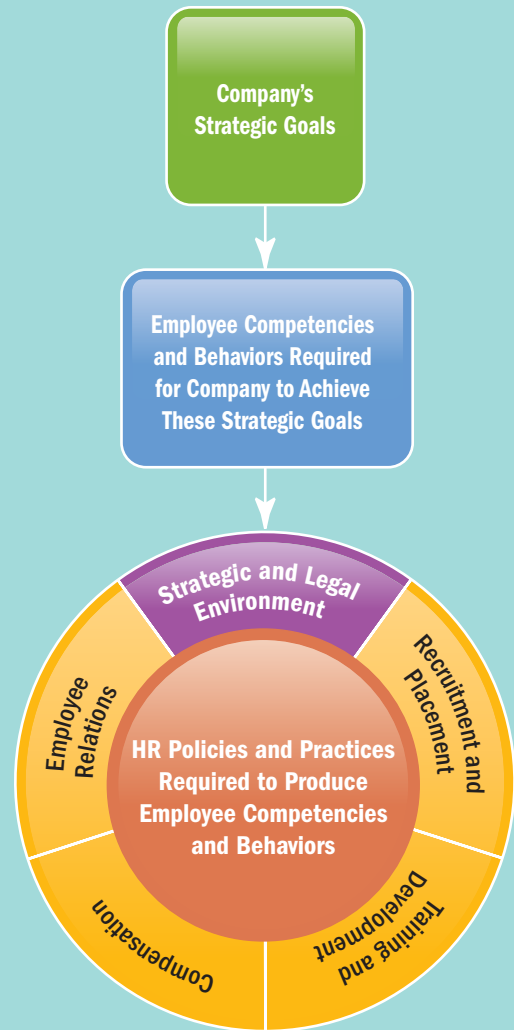 Company's
Strategic Goals
Employee Competencies
and Behaviors Required
for Company to Achieve
These Strategic Goals
Strategic and Legal
Environment
Recruitment and
Placement
Training and
Development
Compensation
Employee
Relations
HR Policies and Practices
Required to Produce
Employee Competencies
and Behaviors